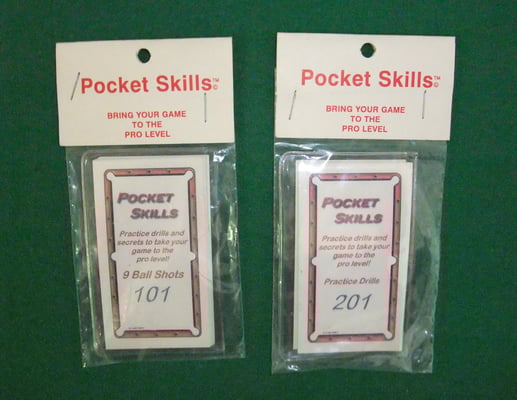 Pocket Skills™©
BRING YOUR GAME
TO THE
PRO LEVEL
POCKET
SKILLS
Practice drills and
secrets to take your
game to the
pro level!
9 Ball Shots
101
Pocket Skills™©
BRING YOUR GAME
TO THE
PRO LEVEL
POCKET
SKILLS
Practice drills and
secrets to take your
game to the
pro level!
Practice Drills
201